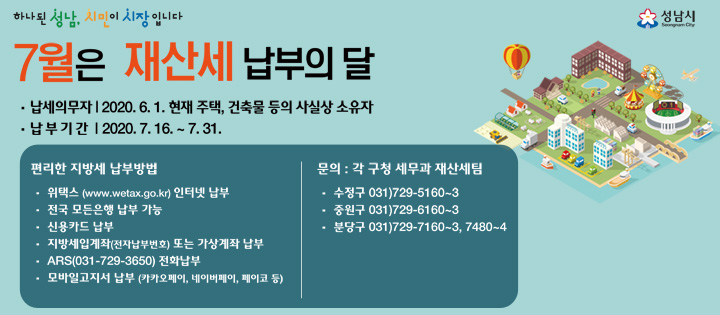 하나된 성남, 시민이 시장입니다
성남시
Seongnam City
7월은 재산세 납부의 달
• 납세의무자 | 2020. 6. 1. 현재 주택, 건축물 등의 사실상 소유자
• 납 부 기 간 | 2020. 7. 16. ~ 7. 31.
편리한 지방세 납부방법
• 위택스 (www.wetax.go.kr) 인터넷 납부
• 전국 모든은행 납부 가능
• 신용카드 납부
• 지방세입계좌(전자납부번호) 또는 가상계좌 납부
• ARS(031-729-3650) 전화납부
• 모바일고지서 납부 (카카오페이, 네이버페이, 페이코 등)
문의 : 각 구청 세무과 재산세팀
• 수정구 031)729-5160~3
• 중원구 031)729-6160~3
• 분당구 031)729-7160~3, 7480~4